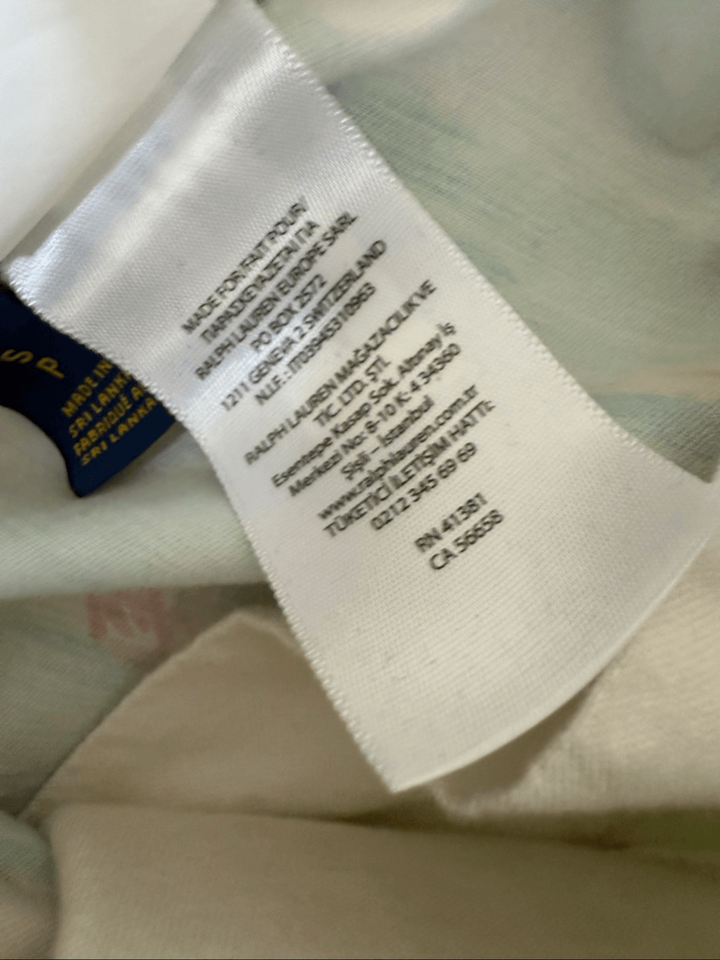 MADE FOR/FAIT POUR/
ΠΑΡΑΣΚΕΥΑΖΕΤΑΙ ΓΙΑ
RALPH LAUREN EUROPE SARL
PO BOX 2572
1211 GENEVA 2 SWITZERLAND
N.I.F.: IT03945310963
RALPH LAUREN MAĞAZACILIK VE
TİC. LTD. ŞTİ.
Esentepe Kasap Sok. Altınay İş
Merkezi No: 8-10 K: 4 34360
Şişli – İstanbul
www.ralphlauren.com.tr
TÜKETİCİ İLETİŞİM HATTI:
0212 345 69 69
RN 41381
CA 56658
S
P
MADE IN
SRI LANKA
FABRIQUÉ A
SRI LANKA